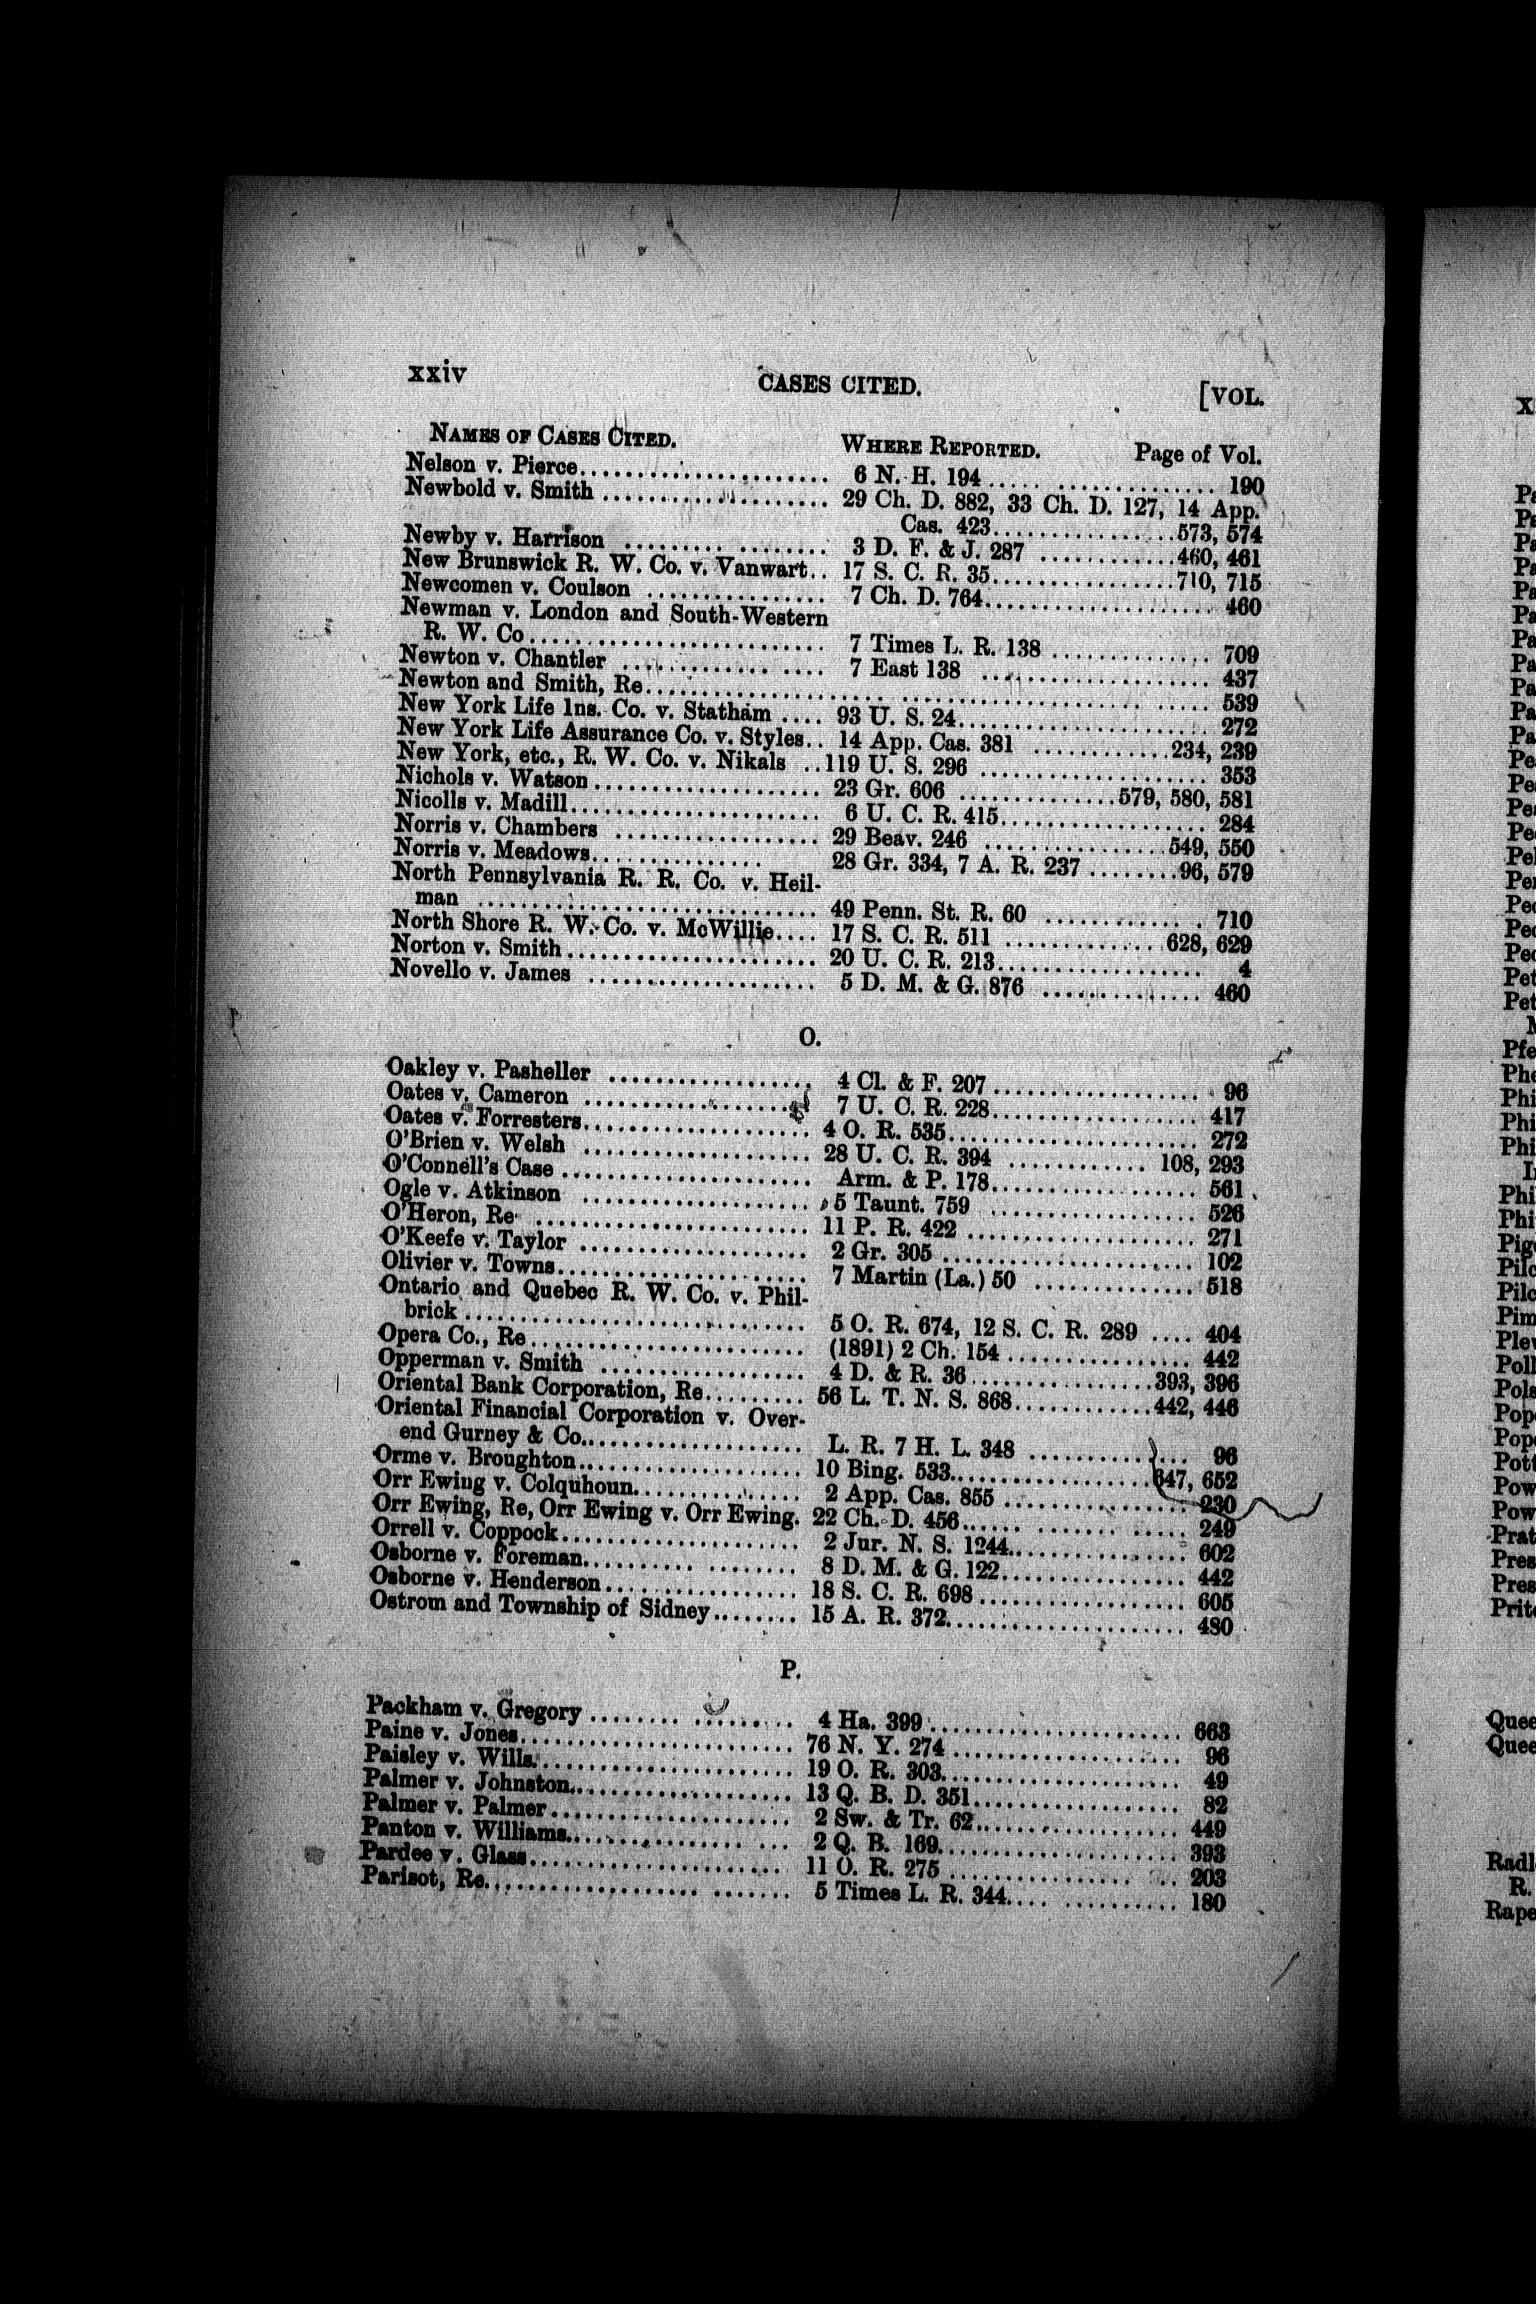 xxiv CASES CITED. [VOL.
NAMES OF CASES CITED. WHERE REPORTED. Page of Vol.
Nelson v. Pierce........................ 6 N. H. 194..................... 190
Newbold v. Smith .................... 29 Ch. D. 882, 33 Ch. D. 127, 14 App.
Cas. 423................573, 574
Newby v. Harrison .................. 3 D. F. & J. 287 ............460, 461
New Brunswick R. W. Co. v. Vanwart.. 17 S. C. R. 35................710, 715
Newcomen v. Coulson ................ 7 Ch. D. 764.................... 460
Newman v. London and South-Western
R. W. Co........................ 7 Times L. R. 138 .............. 709
Newton v. Chantler .................. 7 East 138 .................... 437
Newton and Smith, Re........................................ 539
New York Life Ins. Co. v. Statham .... 93 U. S. 24.................... 272
New York Life Assurance Co. v. Styles.. 14 App. Cas. 381 ............234, 239
New York, etc., R. W. Co. v. Nikals ..119 U. S. 296 .................... 353
Nichols v. Watson.................... 23 Gr. 606 ..............579, 580, 581
Nicolls v. Madill...................... 6 U. C. R. 415.................. 284
Norris v. Chambers .................. 29 Beav. 246 ................549, 550
Norris v. Meadows............... 28 Gr. 334, 7 A. R. 237 ........96, 579
North Pennsylvania R. R. Co. v. Heil-
man ............................ 49 Penn. St. R. 60 .............. 710
North Shore R. W. Co. v. McWillie.... 17 S. C. R. 511 ..............628, 629
Norton v. Smith...................... 20 U. C. R. 213.................. 4
Novello v. James .................... 5 D. M. & G. 876 .............. 460
O.
Oakley v. Pasheller .................. 4 Cl. & F. 207.................. 96
Oates v. Cameron .................... 7 U. C. R. 228.................. 417
Oates v. Forresters.................... 4 O. R. 535...................... 272
O'Brien v. Welsh .................... 28 U. C. R. 394 ............ 108, 293
O'Connell's Case...................... Arm. & P. 178.................. 561
Ogle v. Atkinson .................... 5 Taunt. 759 .................. 526
O'Heron, Re ........................ 11 P. R. 422 .................... 271
O'Keefe v. Taylor .................... 2 Gr. 305 ...................... 102
Olivier v. Towns...................... 7 Martin (La.) 50 .............. 518
Ontario and Quebec R. W. Co. v. Phil-
brick.............................. 5 O. R. 674, 12 S. C. R. 289 .... 404
Opera Co., Re........................ (1891) 2 Ch. 154................ 442
Opperman v. Smith .................. 4 D. & R. 36................393, 396
Oriental Bank Corporation, Re......... 56 L. T. N. S. 868............442, 446
Oriental Financial Corporation v. Over-
end Gurney & Co.................... L. R. 7 H. L. 348 .............. 96
Orme v. Broughton.................... 10 Bing. 533..................647, 652
Orr Ewing v. Colquhoun................ 2 App. Cas. 855 ................ 230
Orr Ewing, Re, Orr Ewing v. Orr Ewing. 22 Ch. D. 456.................... 249
Orrell v. Coppock...................... 2 Jur. N. S. 1244................ 602
Osborne v. Foreman.................... 8 D. M. & G. 122................ 442
Osborne v. Henderson.................. 18 S. C. R. 698.................. 605
Ostrom and Township of Sidney........ 15 A. R. 372.................... 480
P.
Packham v. Gregory.................. 4 Ha. 399...................... 663
Paine v. Jones........................ 76 N. Y. 274.................... 96
Paisley v. Wills...................... 19 O. R. 303.................... 49
Palmer v. Johnston.................... 13 Q. B. D. 351.................. 82
Palmer v. Palmer...................... 2 Sw. & Tr. 62.................. 449
Panton v. Williams.................... 2 Q. B. 169.................... 393
Pardee v. Glass........................ 11 O. R. 275 .................... 203
Parisot, Re............................ 5 Times L. R. 344.............. 180